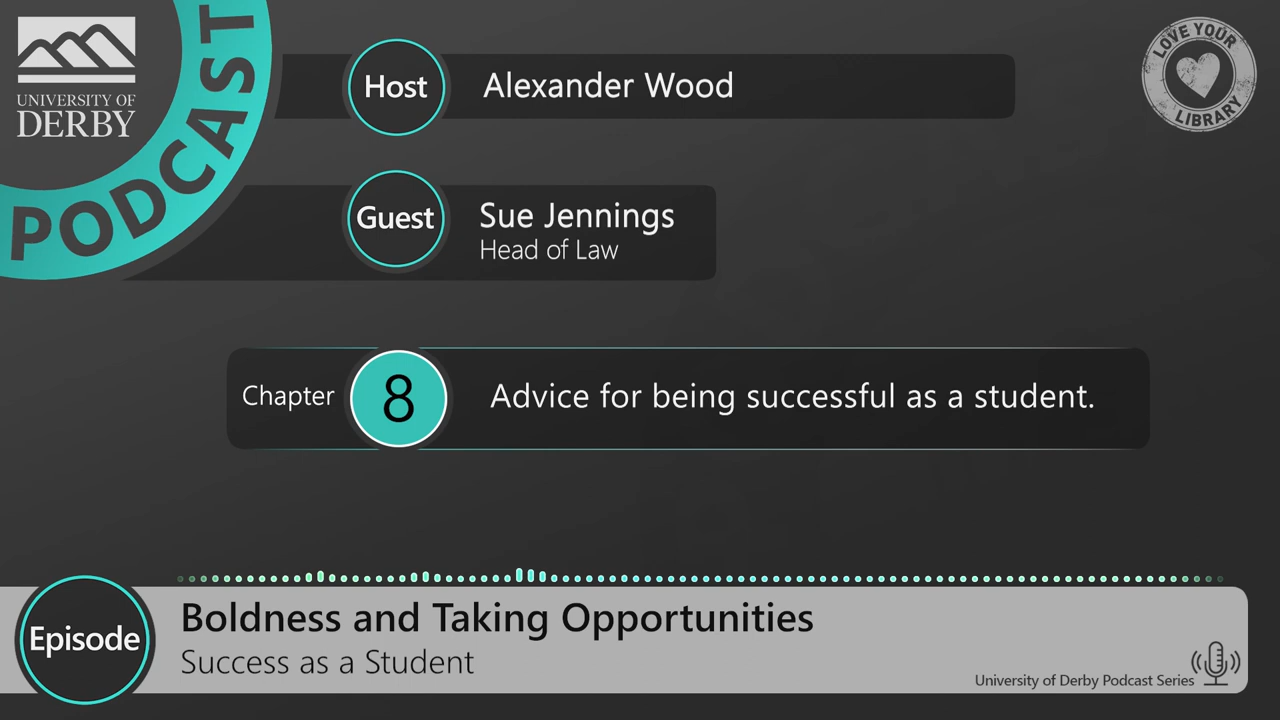 UNIVERSITY OF
DERBY
PODCAST
Host
Alexander Wood
LOVE YOUR
LIBRARY
Guest
Sue Jennings
Head of Law
Chapter
8
Advice for being successful as a student.
Episode
Boldness and Taking Opportunities
Success as a Student
University of Derby Podcast Series